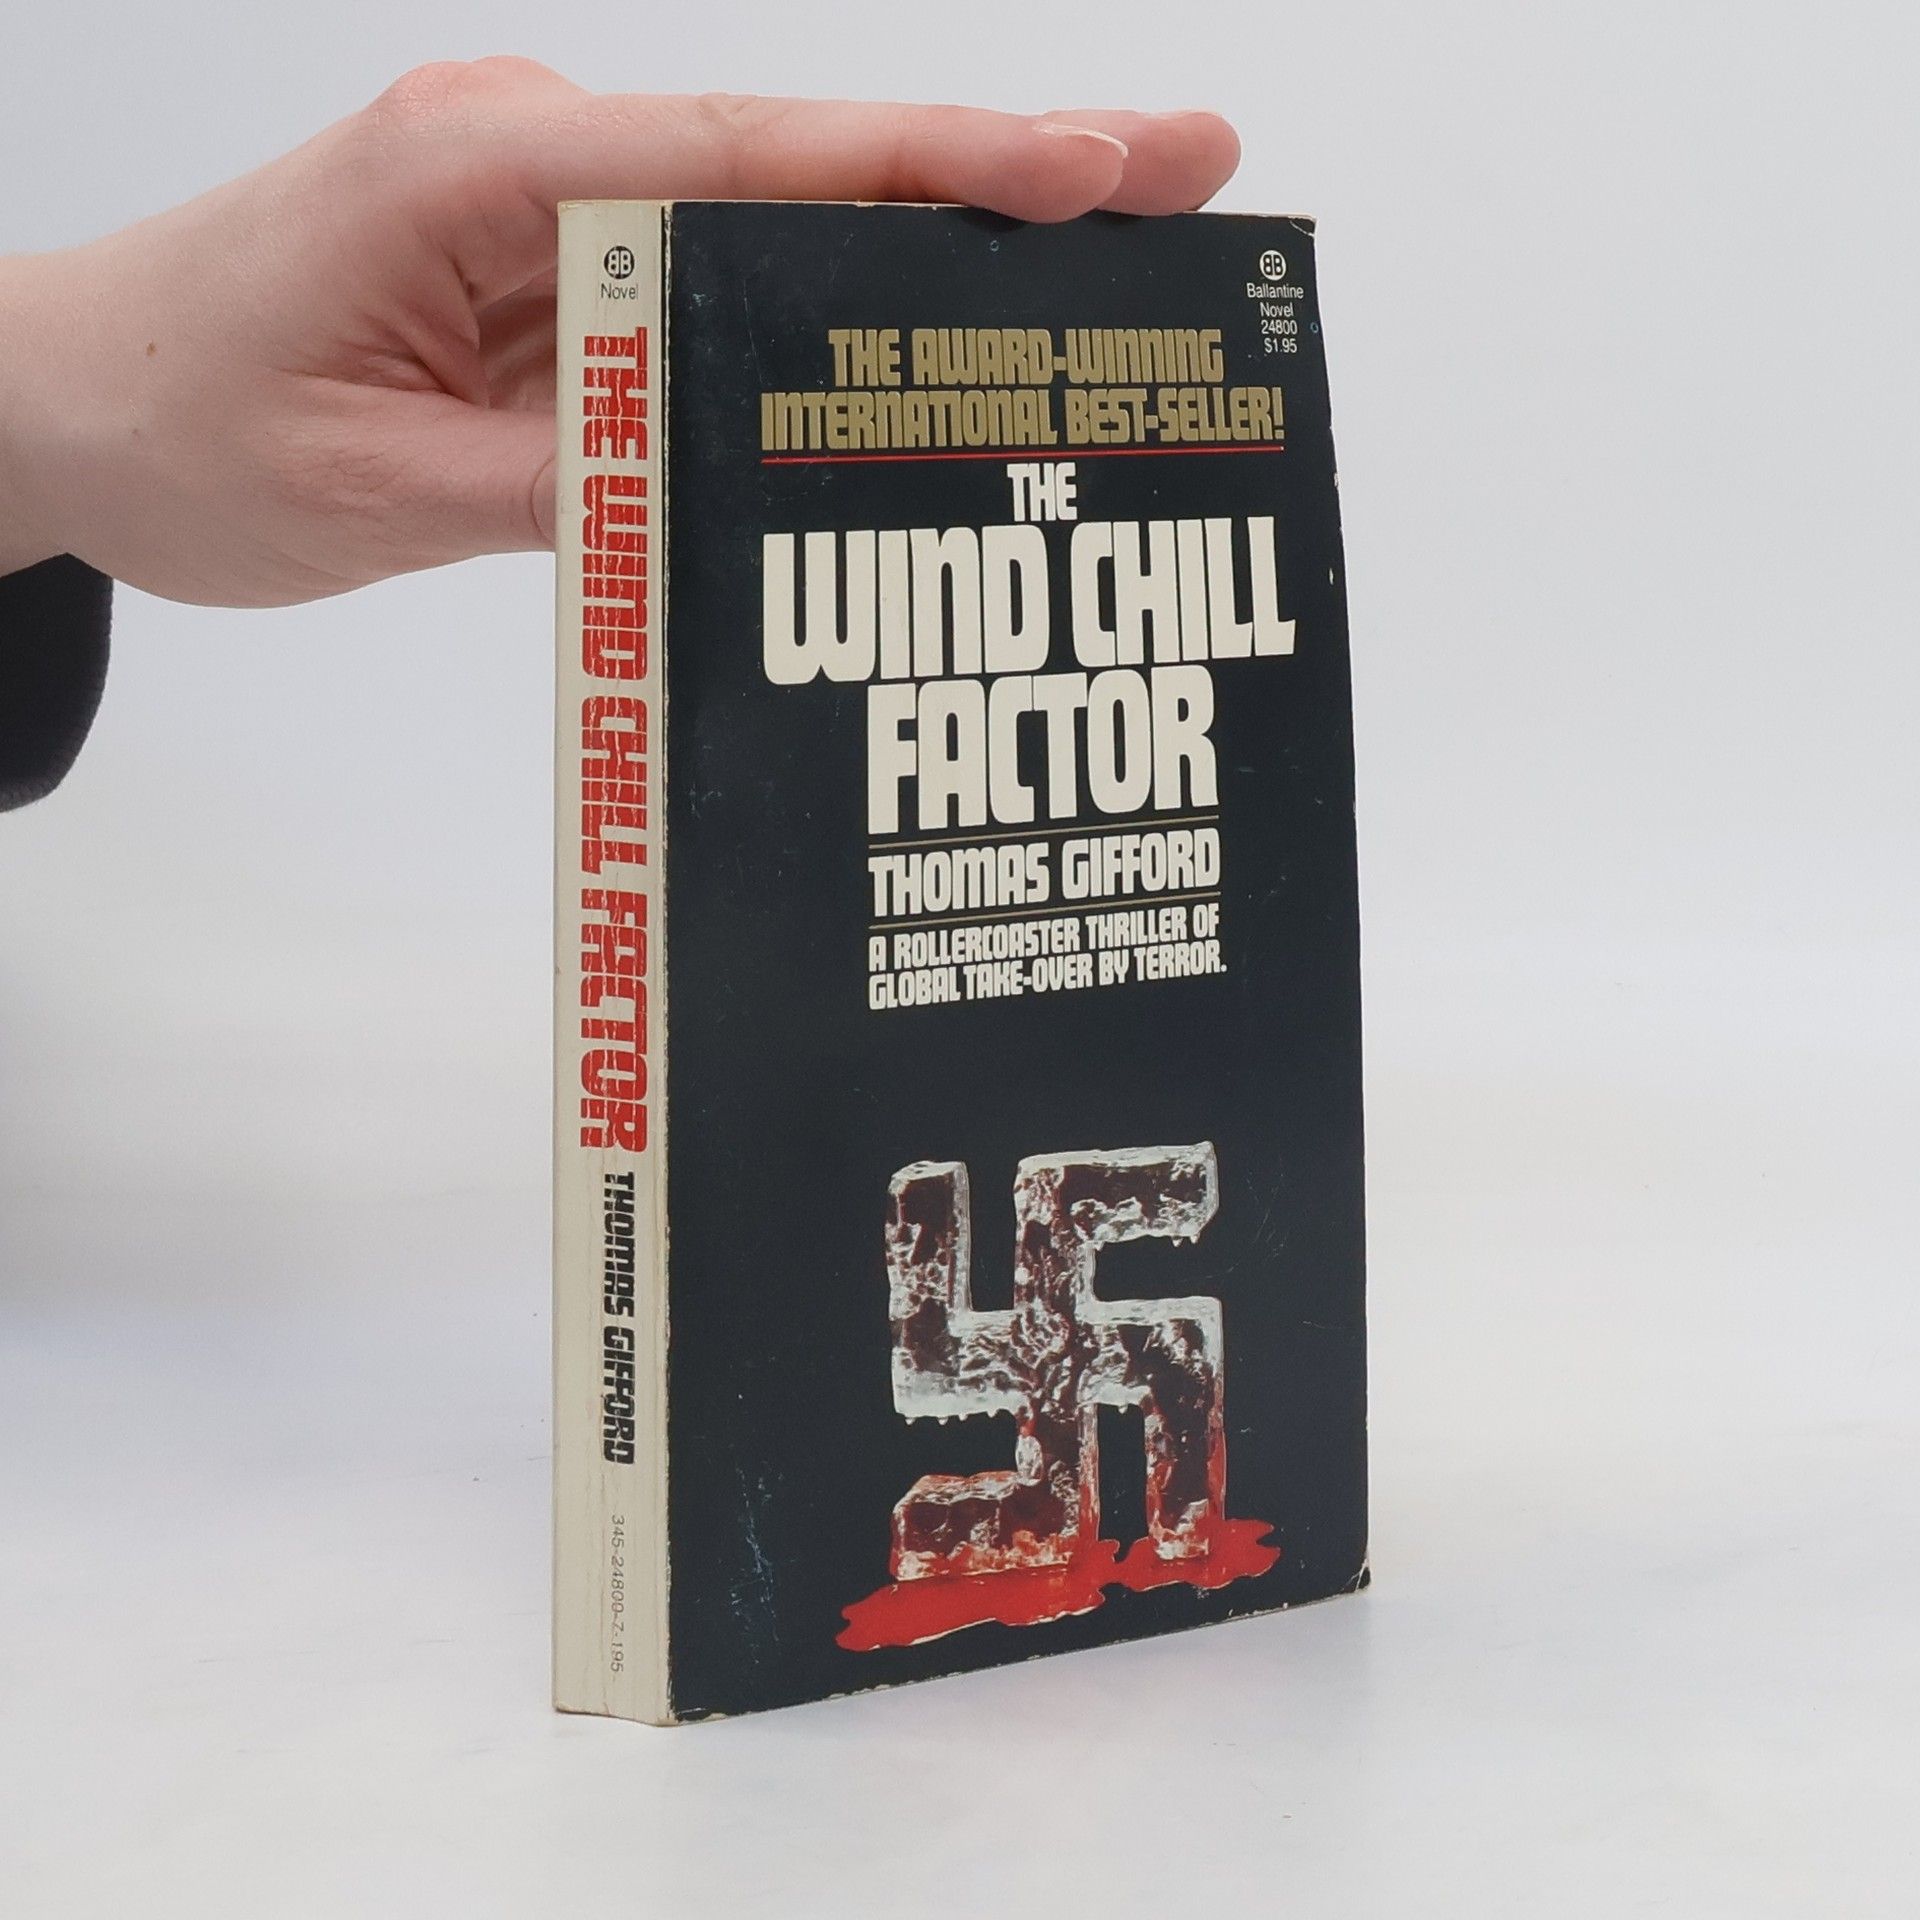 BB
Novel
THE WIND CHILL FACTOR
THOMAS GIFFORD
345-24800-7-195
BB
Ballantine
Novel
24800
$1.95
THE AWARD-WINNING
INTERNATIONAL BEST-SELLER!
THE
WIND CHILL
FACTOR
THOMAS GIFFORD
A ROLLERCOASTER THRILLER OF
GLOBAL TAKE-OVER BY TERROR.